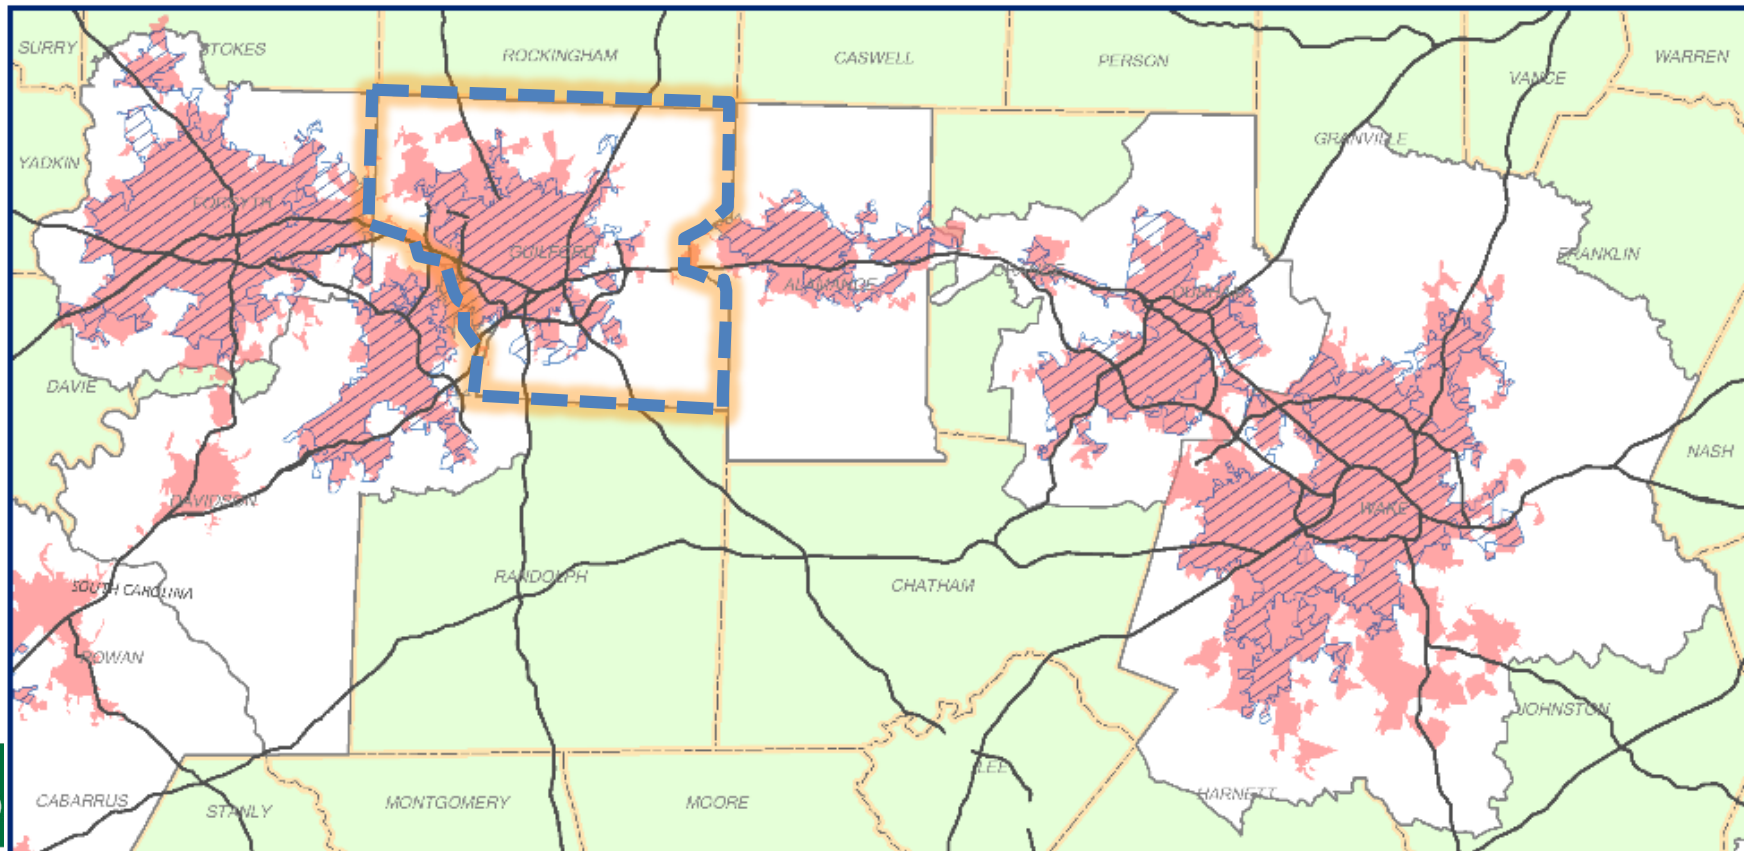 SURRY
STOKES
ROCKINGHAM
CASWELL
PERSON
VANCE
WARREN
GRANVILLE
YADKIN
FORSYTH
GUILFORD
FRANKLIN
ORANGE
ALAMANCE
DURHAM
DAVIE
NASH
DAVIDSON
WAKE
RANDOLPH
CHATHAM
SOUTH CAROLINA
ROWAN
JOHNSTON
LEE
HARNETT
CABARRUS
STANLY
MONTGOMERY
MOORE